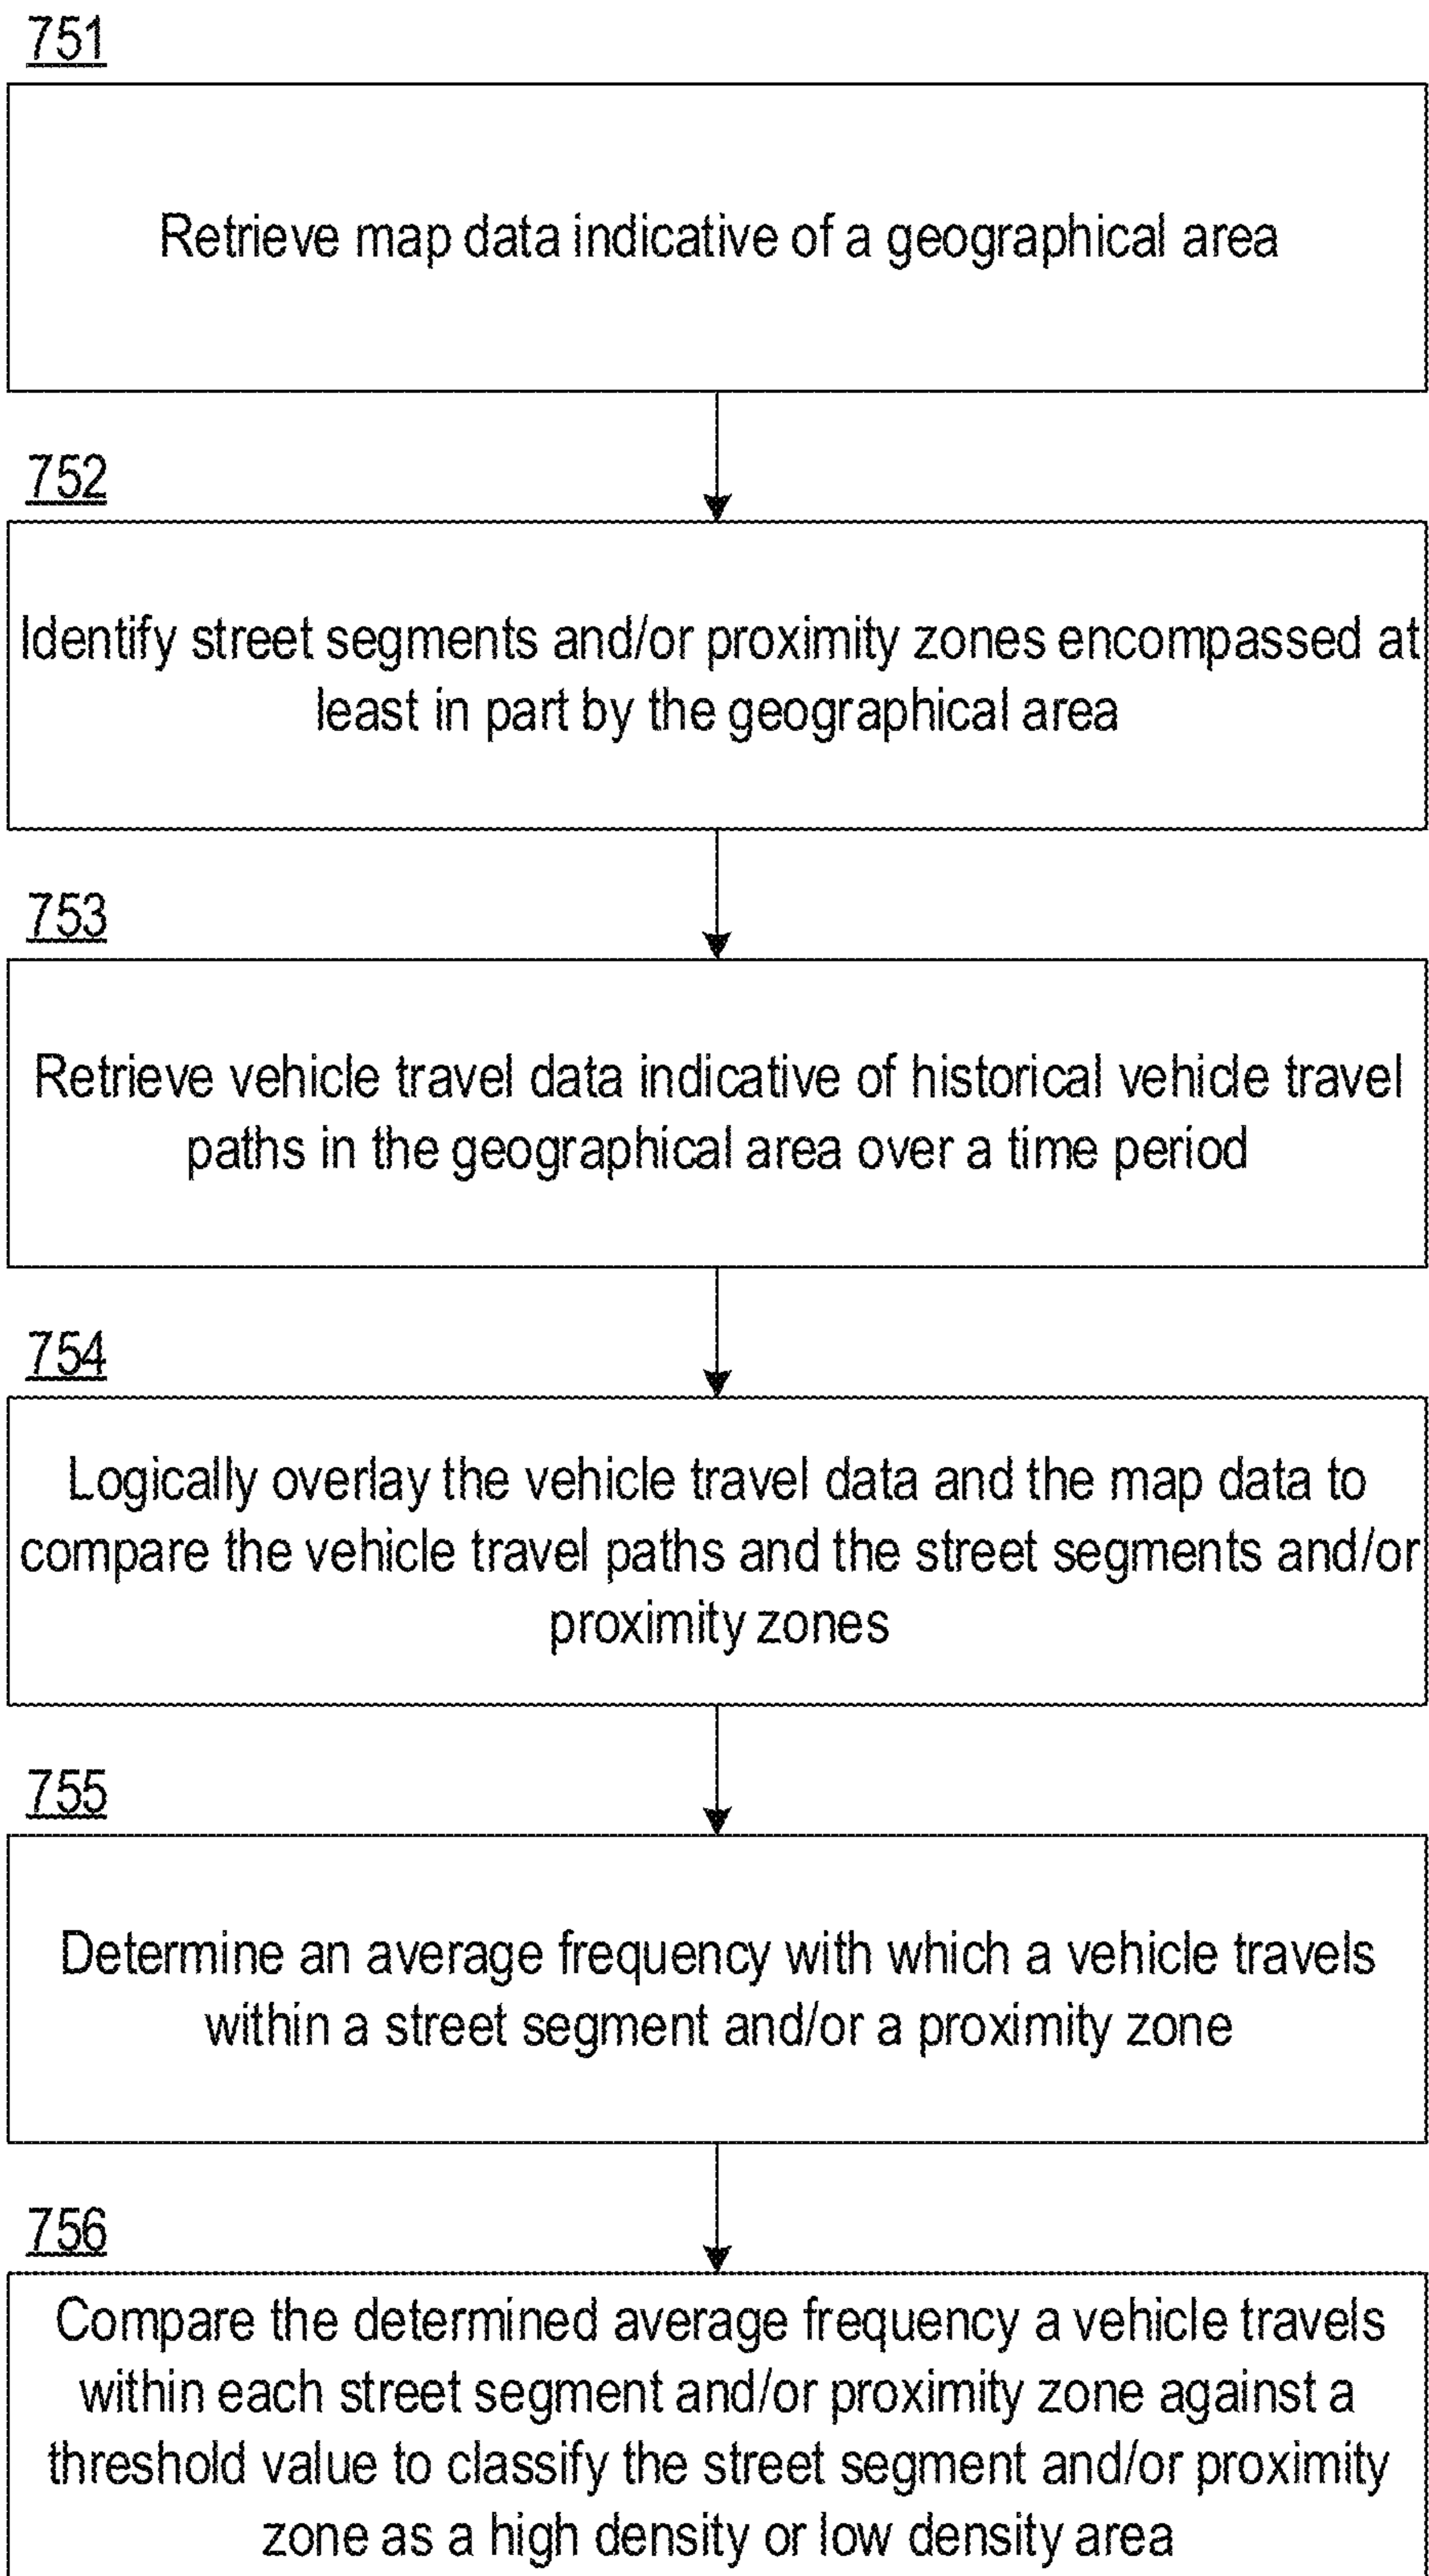 751
Retrieve map data indicative of a geographical area
752
Identify street segments and/or proximity zones encompassed at
least in part by the geographical area
753
Retrieve vehicle travel data indicative of historical vehicle travel
paths in the geographical area over a time period
754
Logically overlay the vehicle travel data and the map data to
compare the vehicle travel paths and the street segments and/or
proximity zones
755
Determine an average frequency with which a vehicle travels
within a street segment and/or a proximity zone
756
Compare the determined average frequency a vehicle travels
within each street segment and/or proximity zone against a
threshold value to classify the street segment and/or proximity
zone as a high density or low density area